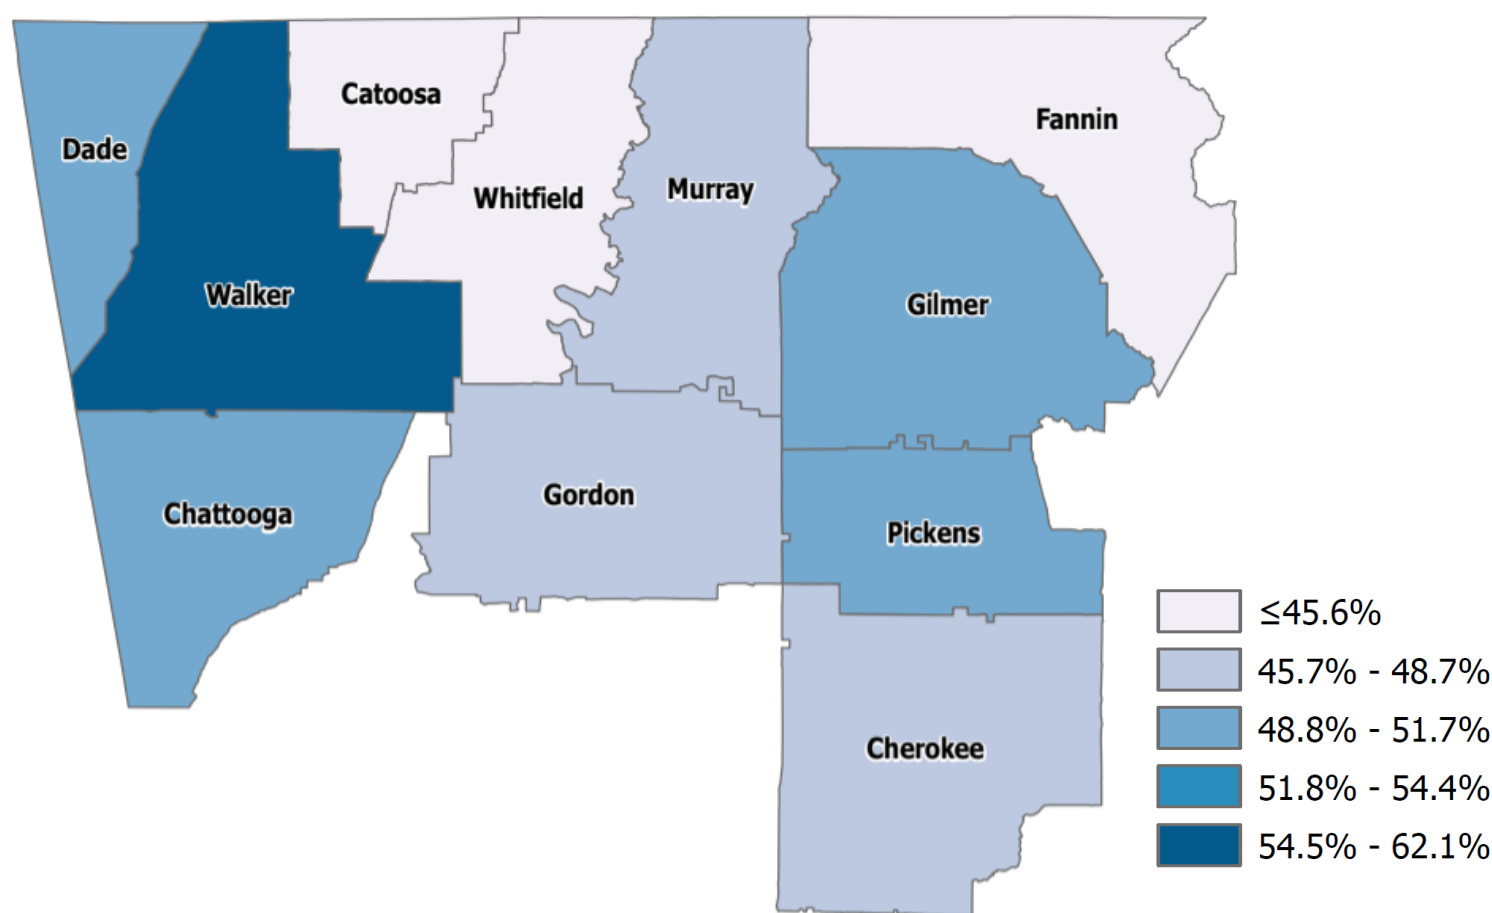 Catoosa
Fannin
Dade
Murray
Whitfield
Walker
Gilmer
Gordon
Chattooga
Pickens
Cherokee
≤45.6%
45.7% - 48.7%
48.8% - 51.7%
51.8% - 54.4%
54.5% - 62.1%